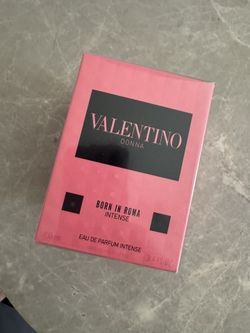 VALENTINO
DONNA
BORN IN ROMA
INTENSE
EAU DE PARFUM INTENSE